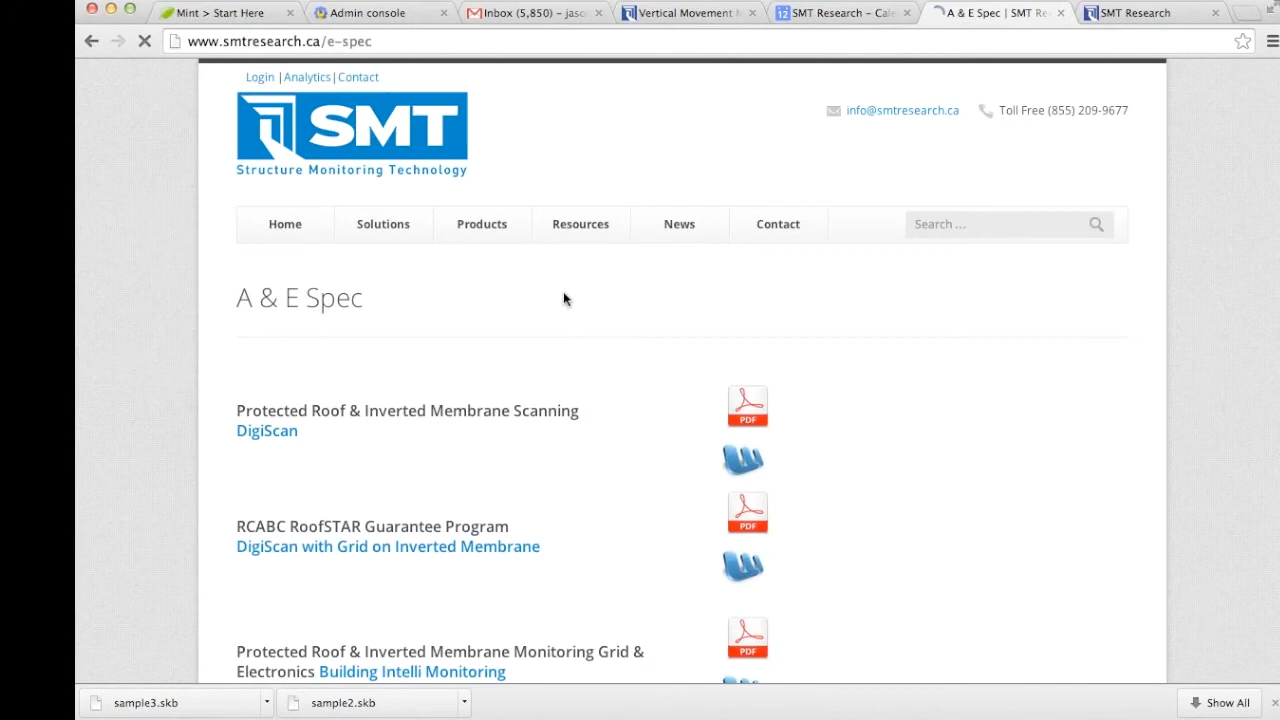 Mint > Start Here
Admin console
Inbox (5,850) – jaso
Vertical Movement M
12 SMT Research – Cale
A & E Spec | SMT Re
SMT Research
www.smtresearch.ca/e-spec
Login | Analytics | Contact
SMT
Structure Monitoring Technology
info@smtresearch.ca Toll Free (855) 209-9677
Home Solutions Products Resources News Contact Search ...
A & E Spec
Protected Roof & Inverted Membrane Scanning
DigiScan
PDF
RCABC RoofSTAR Guarantee Program
DigiScan with Grid on Inverted Membrane
PDF
Protected Roof & Inverted Membrane Monitoring Grid &
Electronics Building Intelli Monitoring
PDF
sample3.skb sample2.skb Show All